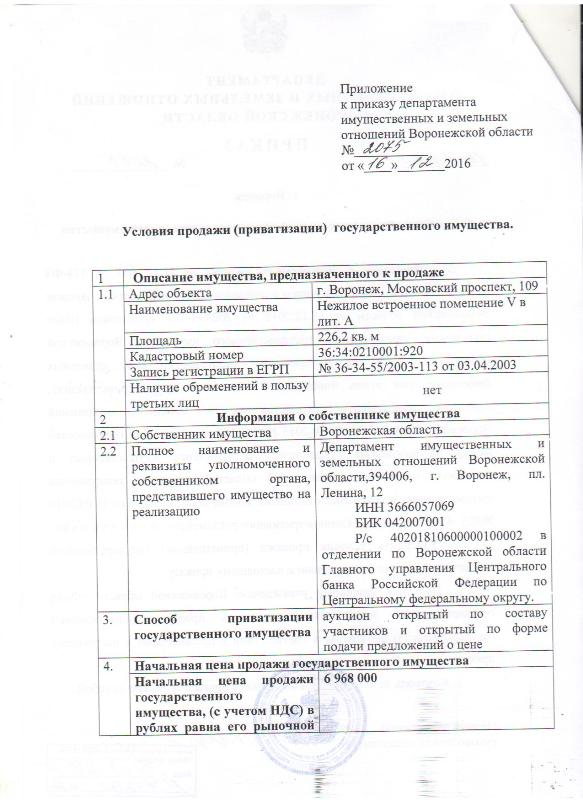 Приложение
к приказу департамента
имущественных и земельных
отношений Воронежской области
№ 2075
от « 16 » 12 2016
Условия продажи (приватизации) государственного имущества.
1 Описание имущества, предназначенного к продаже
1.1 Адрес объекта г. Воронеж, Московский проспект, 109
Наименование имущества Нежилое встроенное помещение V в
лит. А
Площадь 226,2 кв. м
Кадастровый номер 36:34:0210001:920
Запись регистрации в ЕГРП № 36-34-55/2003-113 от 03.04.2003
Наличие обременений в пользу
третьих лиц нет
2 Информация о собственнике имущества
2.1 Собственник имущества Воронежская область
2.2 Полное наименование и
реквизиты уполномоченного
собственником органа,
представившего имущество на
реализацию
Департамент имущественных и
земельных отношений Воронежской
области,394006, г. Воронеж, пл.
Ленина, 12
ИНН 3666057069
БИК 042007001
Р/с 40201810600000100002 в
отделении по Воронежской области
Главного управления Центрального
банка Российской Федерации по
Центральному федеральному округу.
3. Способ приватизации
государственного имущества
аукцион открытый по составу
участников и открытый по форме
подачи предложений о цене
4. Начальная цена продажи государственного имущества
Начальная цена продажи
государственного
имущества, (с учетом НДС) в
рублях равна его рыночной
6 968 000